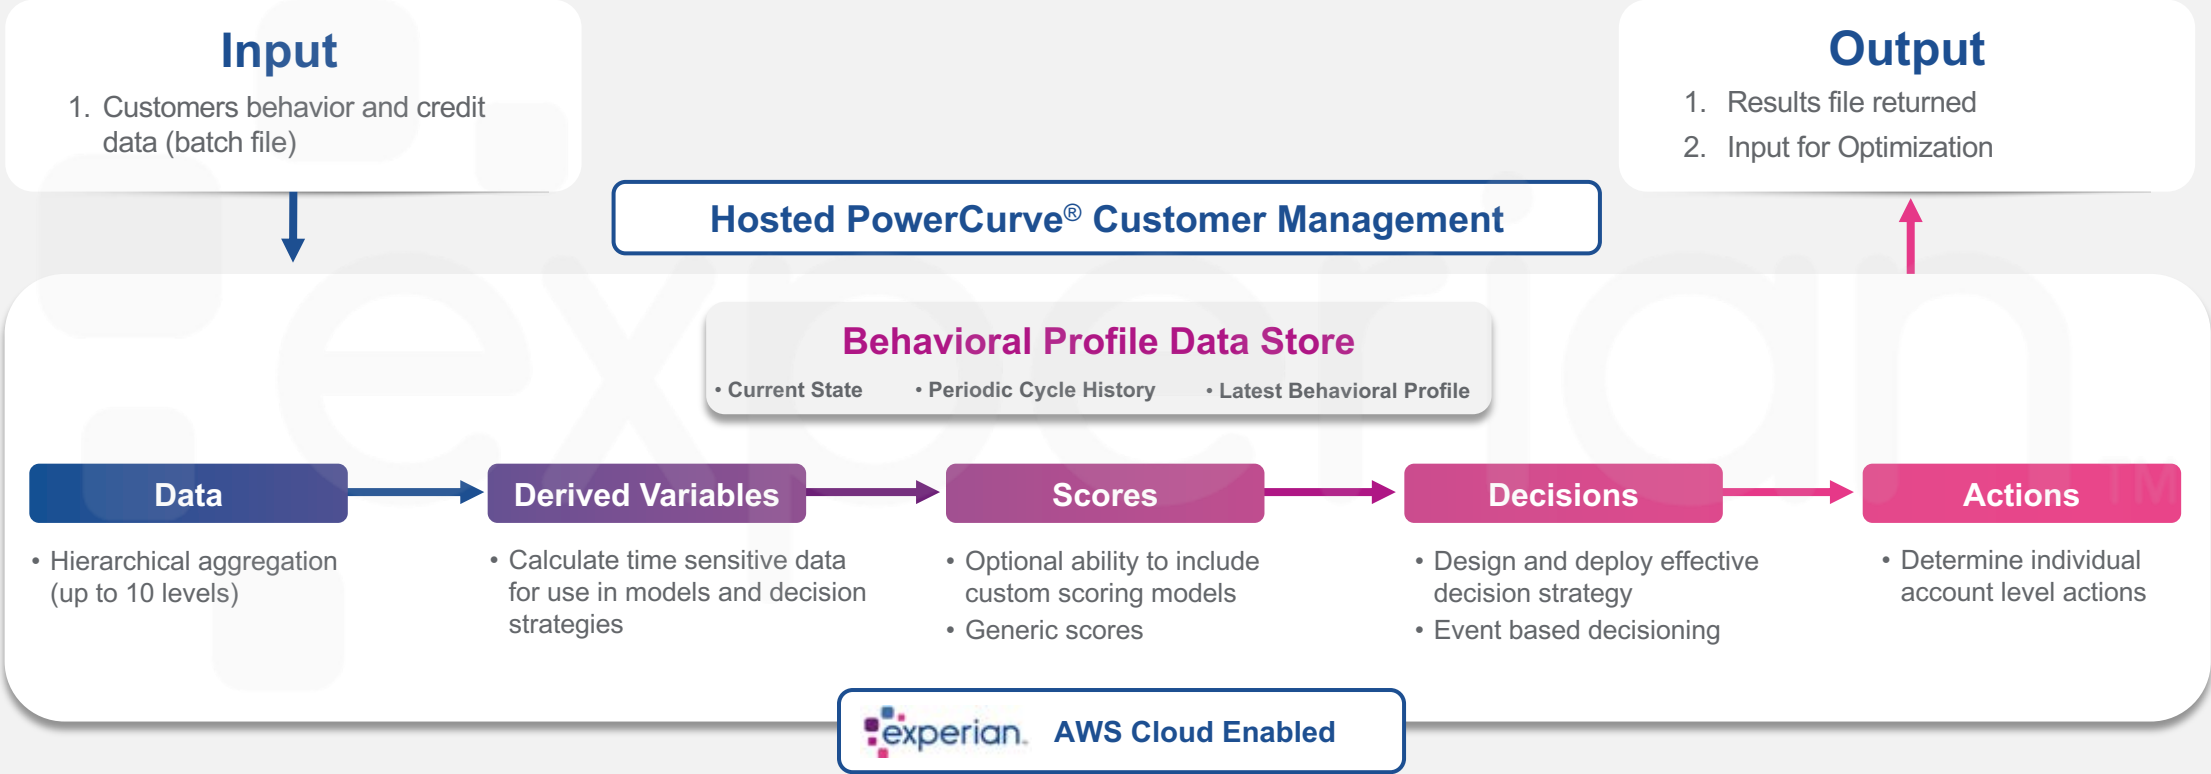 Input
1. Customers behavior and credit
data (batch file)
Output
1. Results file returned
2. Input for Optimization
Hosted PowerCurve® Customer Management
Behavioral Profile Data Store
• Current State • Periodic Cycle History • Latest Behavioral Profile
Data
• Hierarchical aggregation
(up to 10 levels)
Derived Variables
• Calculate time sensitive data
for use in models and decision
strategies
Scores
• Optional ability to include
custom scoring models
• Generic scores
Decisions
• Design and deploy effective
decision strategy
• Event based decisioning
Actions
• Determine individual
account level actions
experian™
experian™ AWS Cloud Enabled